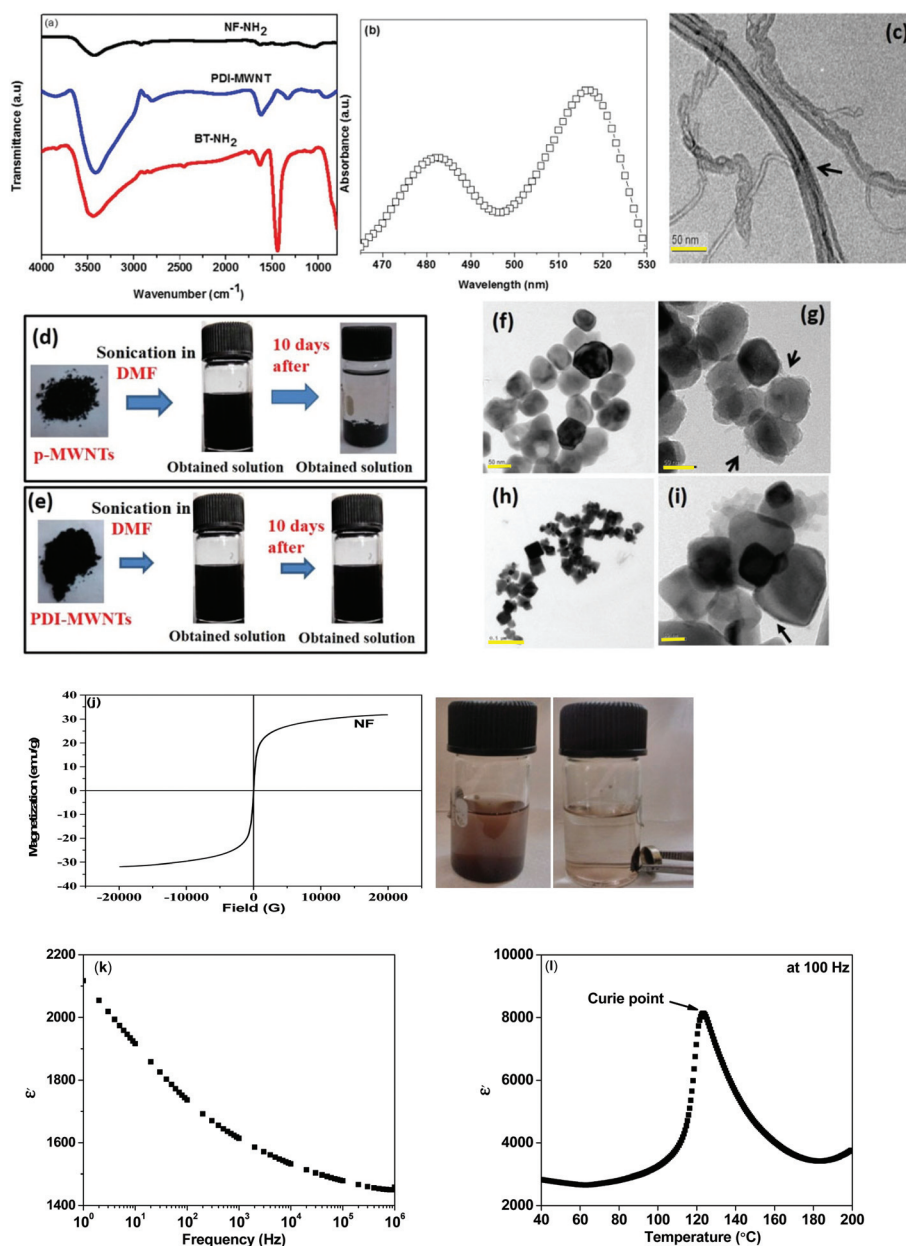 (a)
NF-NH2
PDI-MWNT
BT-NH2
Transmittance (a.u)
4000 3500 3000 2500 2000 1500 1000
Wavenumber (cm-1)
(b)
Absorbance (a.u.)
470 480 490 500 510 520 530
Wavelength (nm)
(c)
50 nm
(d)
Sonication in
DMF
10 days
after
p-MWNTs
Obtained solution
Obtained solution
(e)
Sonication in
DMF
10 days
after
PDI-MWNTs
Obtained solution
Obtained solution
(f)
50 nm
(g)
(h)
(i)
(j)
NF
Magnetization (emu/g)
40
30
20
10
0
-10
-20
-30
-40
-20000 -10000 0 10000 20000
Field (G)
(k)
ε′
2200
2000
1800
1600
1400
10^0 10^1 10^2 10^3 10^4 10^5 10^6
Frequency (Hz)
(l)
at 100 Hz
Curie point
ε′
10000
8000
6000
4000
2000
40 60 80 100 120 140 160 180 200
Temperature (°C)